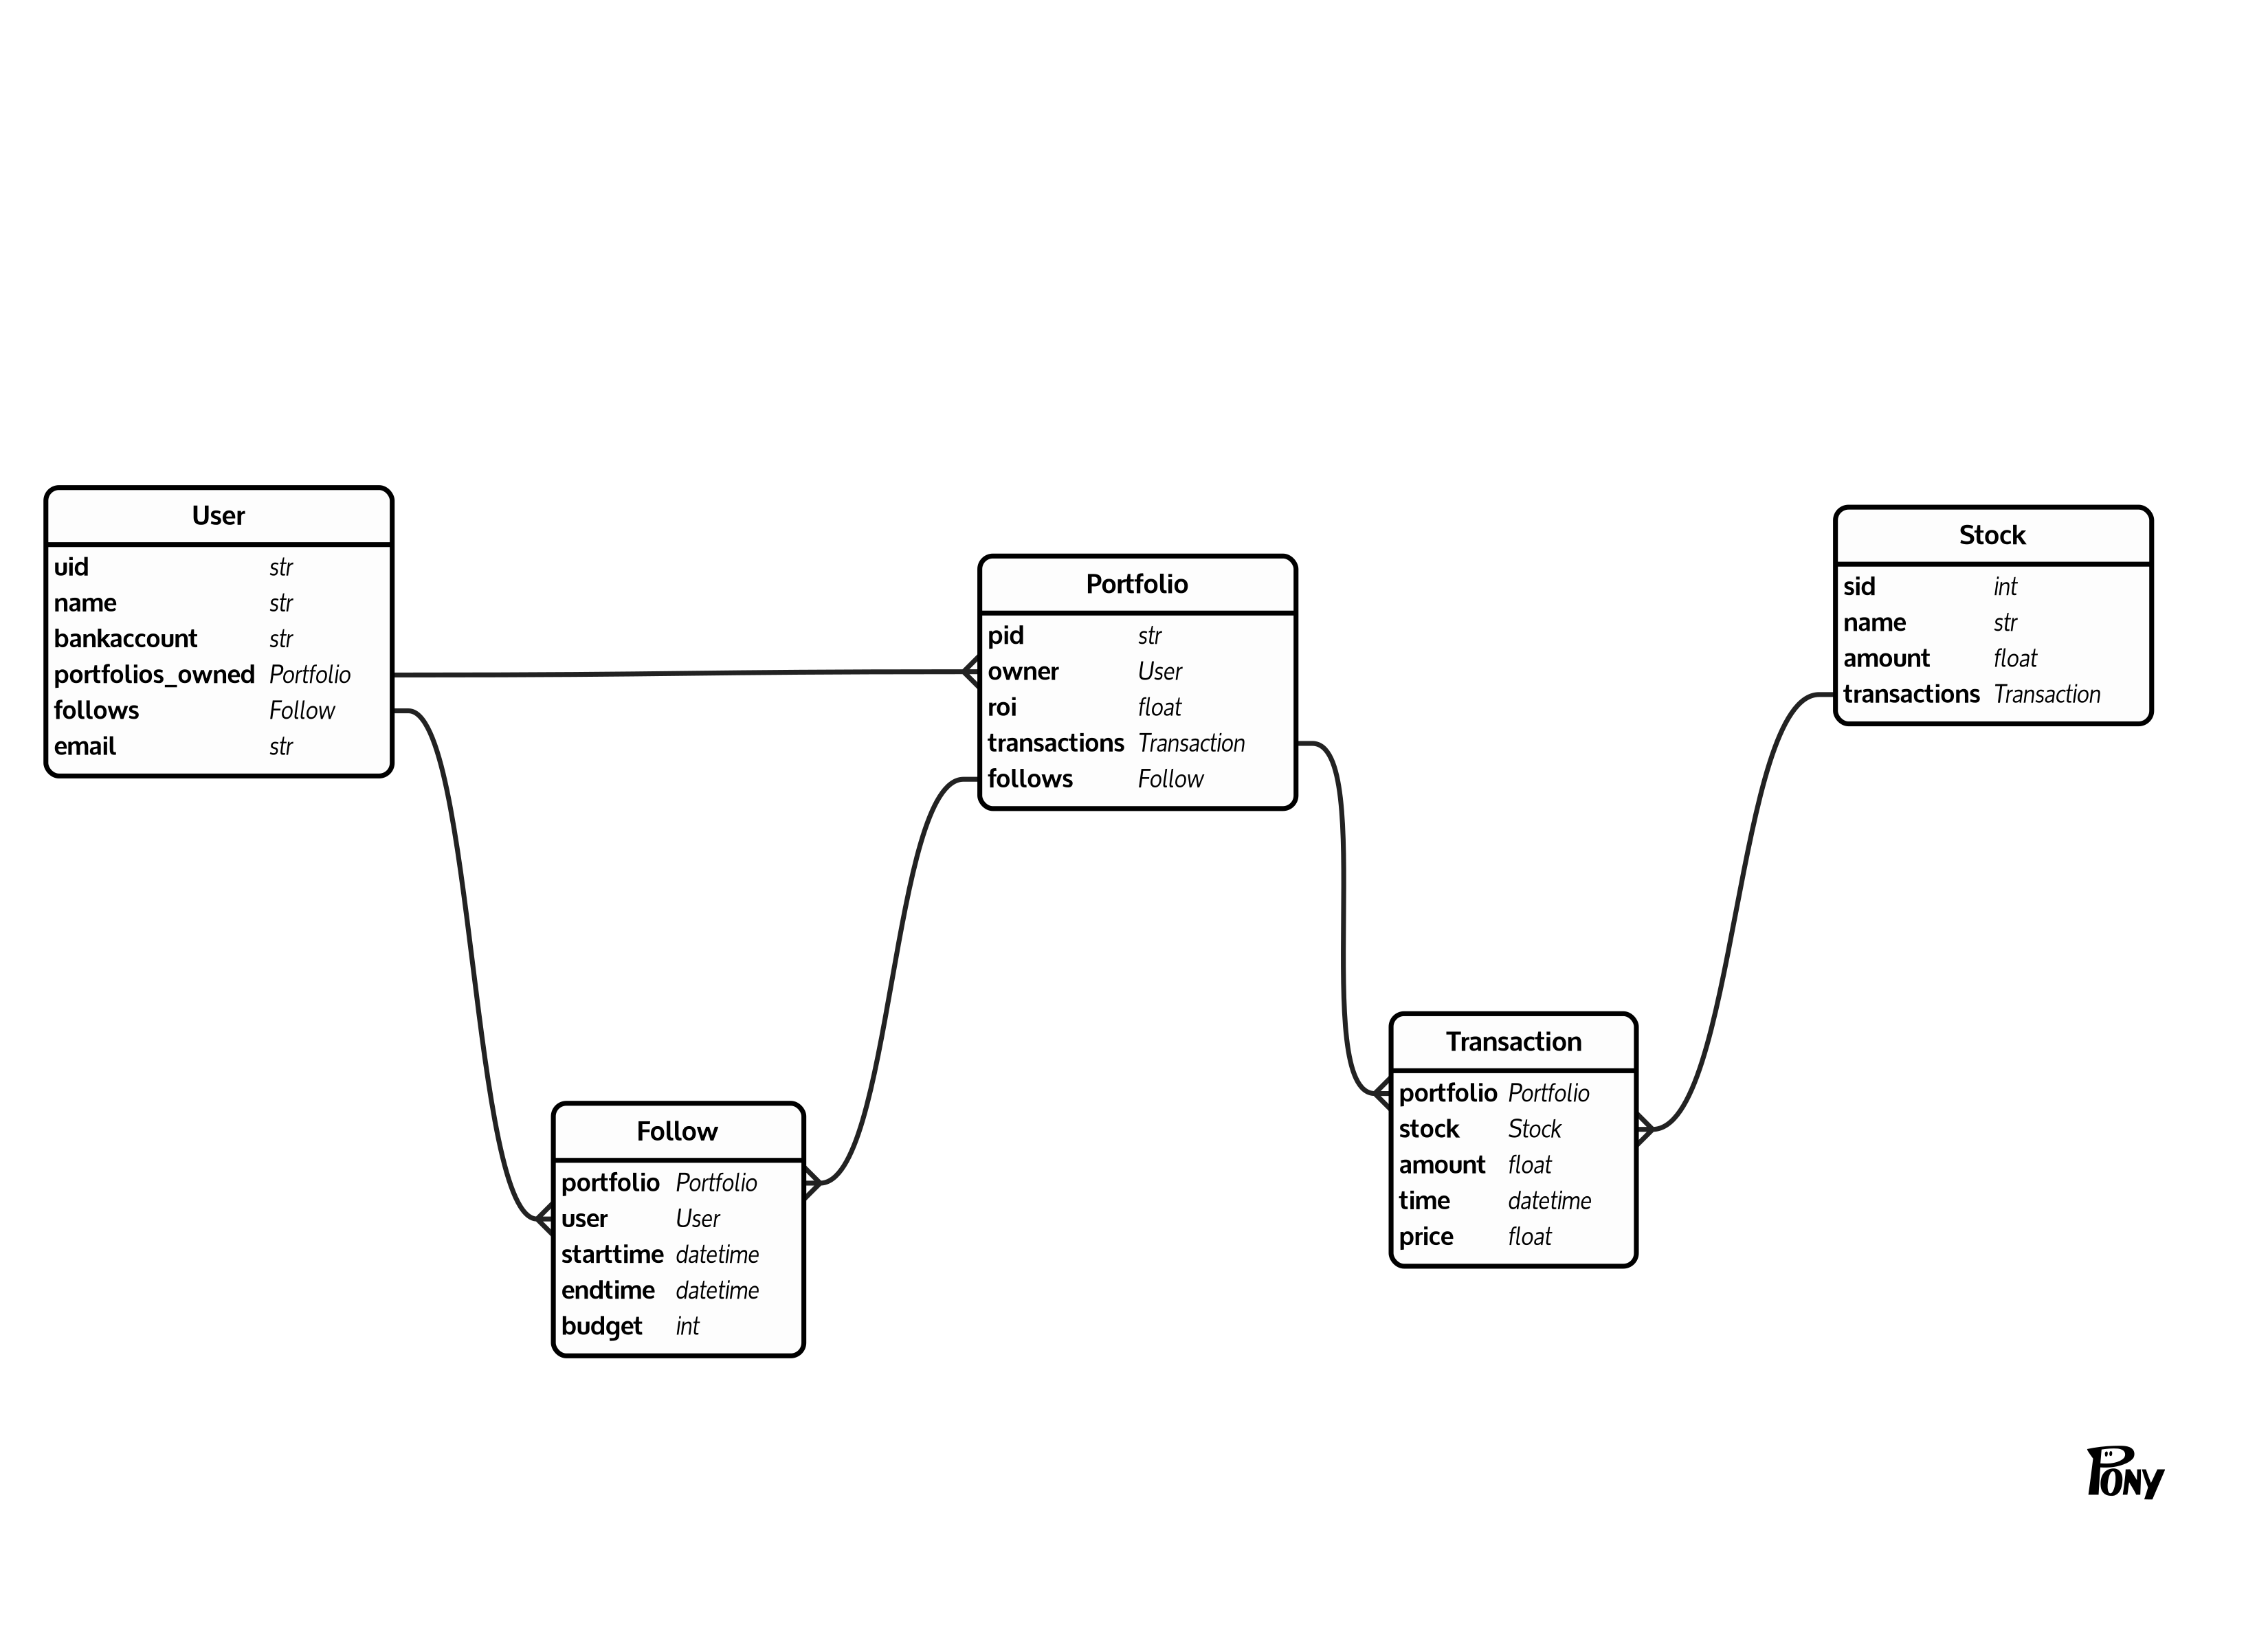 User
uid str
name str
bankaccount str
portfolios_owned Portfolio
follows Follow
email str
Portfolio
pid str
owner User
roi float
transactions Transaction
follows Follow
Stock
sid int
name str
amount float
transactions Transaction
Follow
portfolio Portfolio
user User
starttime datetime
endtime datetime
budget int
Transaction
portfolio Portfolio
stock Stock
amount float
time datetime
price float
PONY